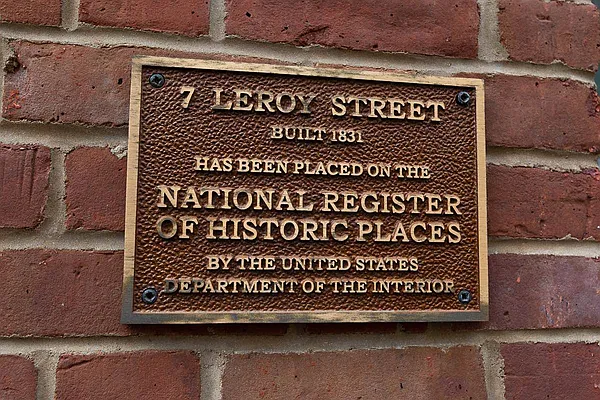 7 LEROY STREET
BUILT 1831
HAS BEEN PLACED ON THE
NATIONAL REGISTER
OF HISTORIC PLACES
BY THE UNITED STATES
DEPARTMENT OF THE INTERIOR